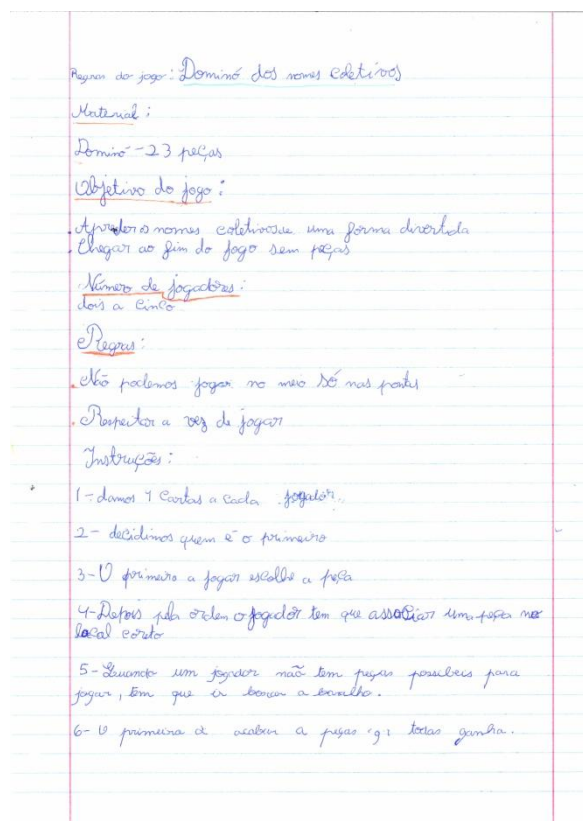 Regras do jogo: Dominó dos nomes coletivos
Material:
Dominó - 23 peças
Objetivo do jogo:
. Aprender o nomes coletivos de uma forma divertida
. Chegar ao fim do jogo sem peças
Número de jogadores:
dois a cinco
Regras:
. Não podemos jogar no meio só nas pontas
. Respeitar a vez de jogar
Instruções:
1- damos 7 cartas a cada jogador.
2- decidimos quem é o primeiro
3- O primeiro a jogar escolhe a peça
4- Depois pela ordem o jogador tem que associar uma peça no
local coreto
5- Quando um jogador não tem peças possibeis para
jogar, tem que ir buscar a baralho.
6- O primeiro a acabar a peças todas ganha.